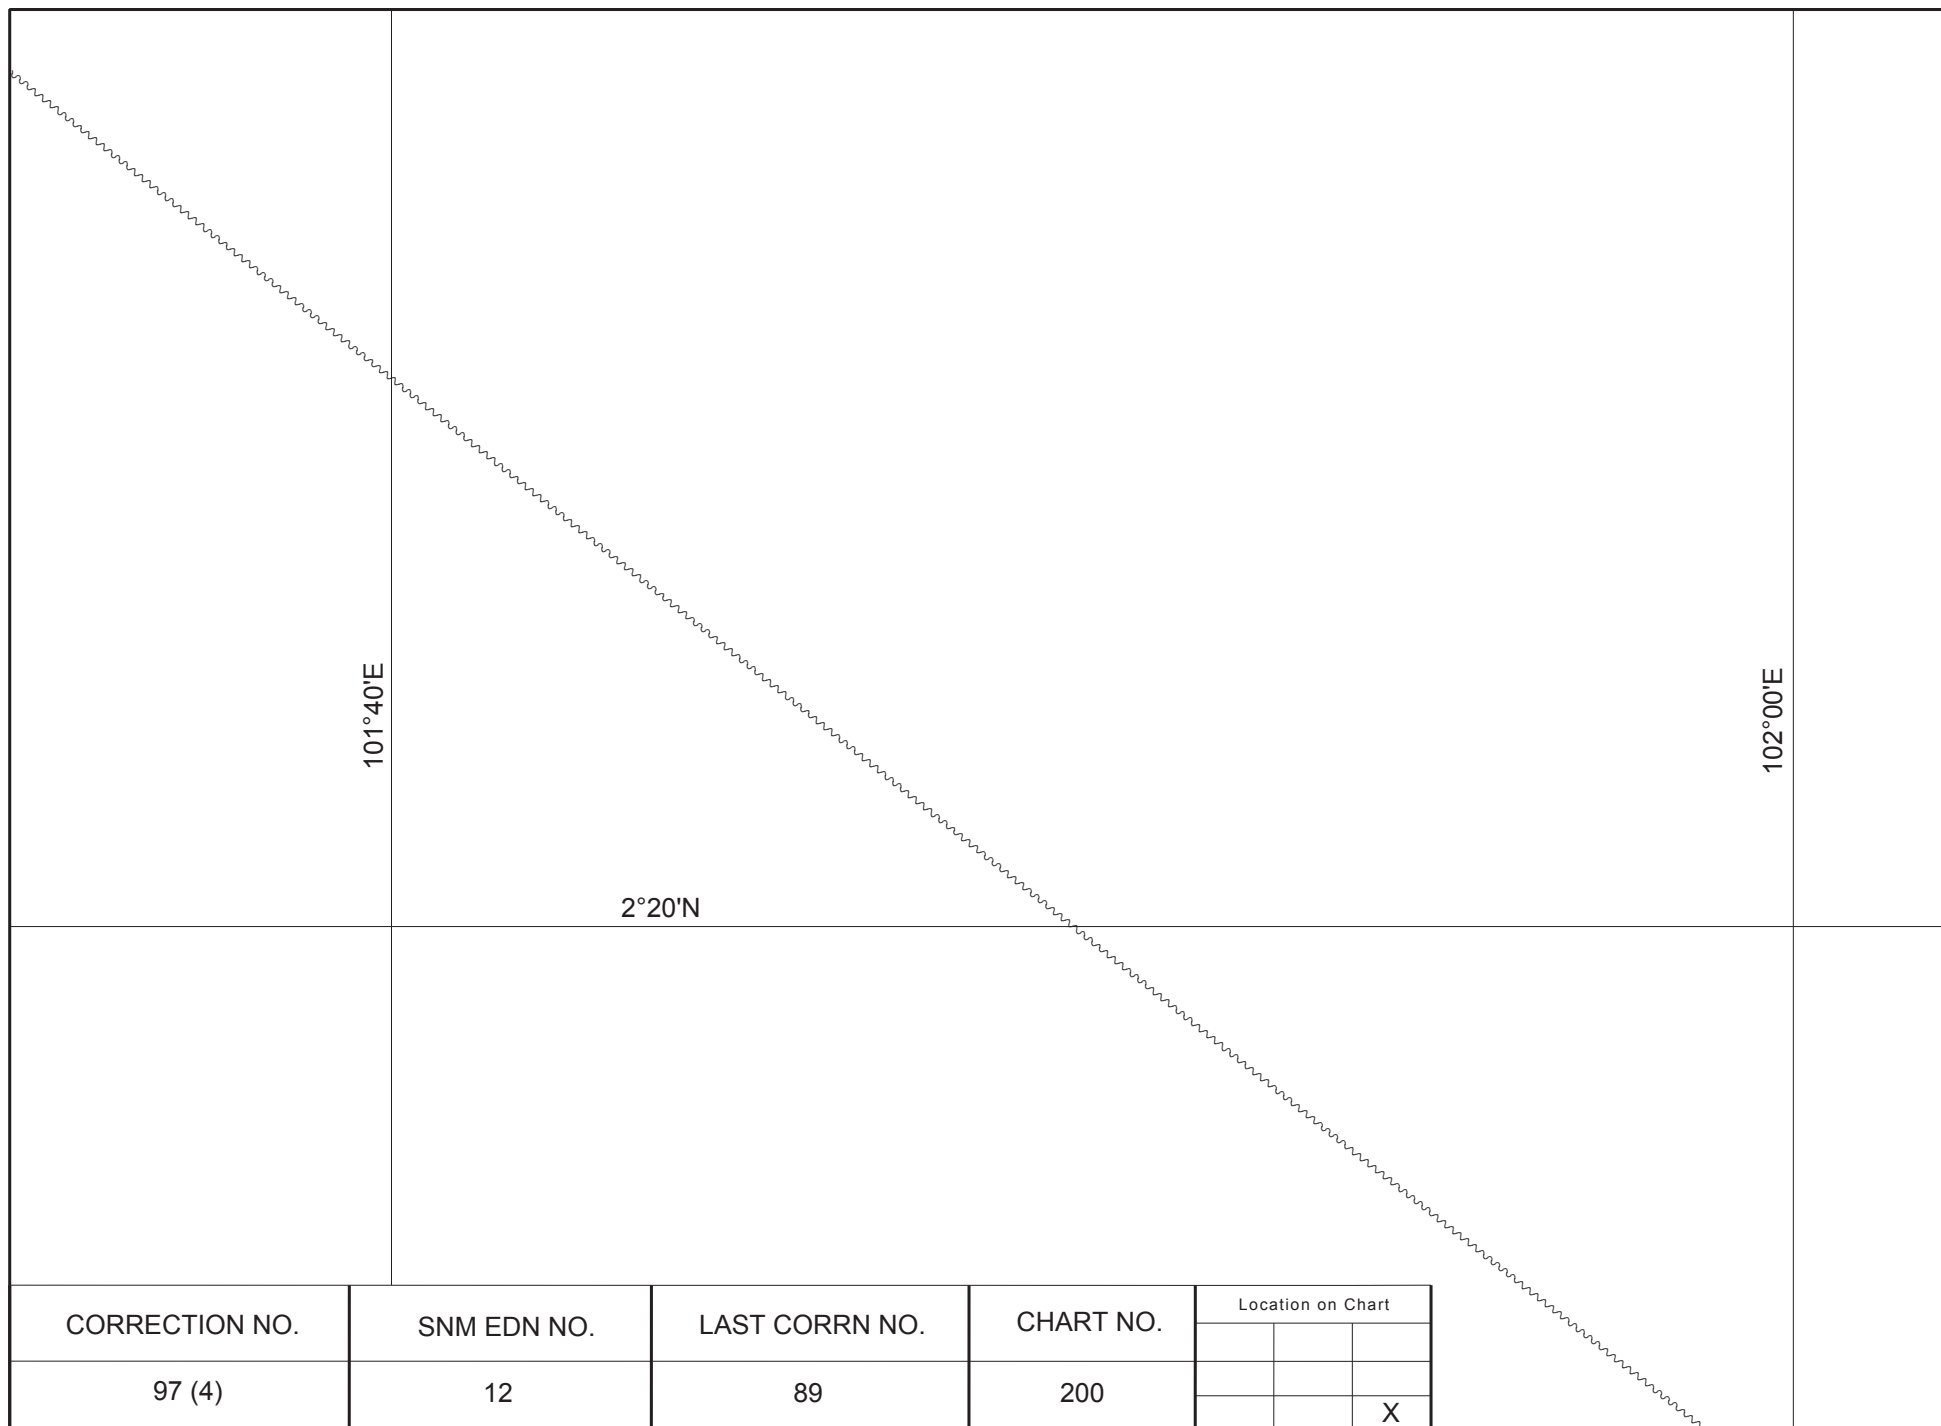 101°40'E
102°00'E
2°20'N
CORRECTION NO. SNM EDN NO. LAST CORRN NO. CHART NO. Location on Chart
97 (4) 12 89 200
X